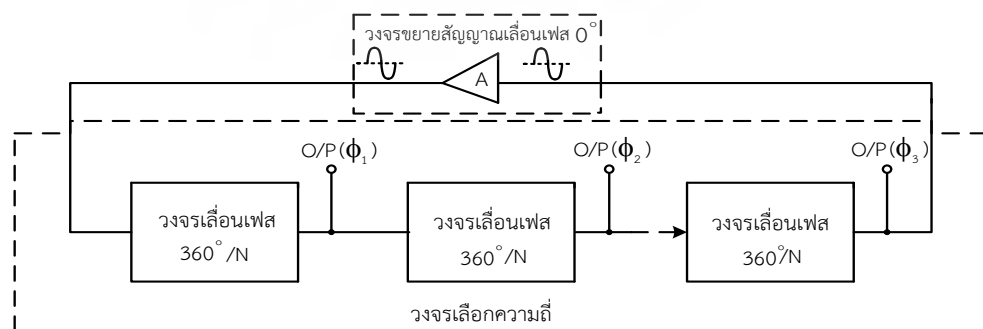 วงจรขยายสัญญาณเลื่อนเฟส 0°
A
O/P(ϕ₁)
O/P(ϕ₂)
O/P(ϕ₃)
วงจรเลื่อนเฟส
360°/N
วงจรเลื่อนเฟส
360°/N
วงจรเลื่อนเฟส
360°/N
วงจรเลือกความถี่